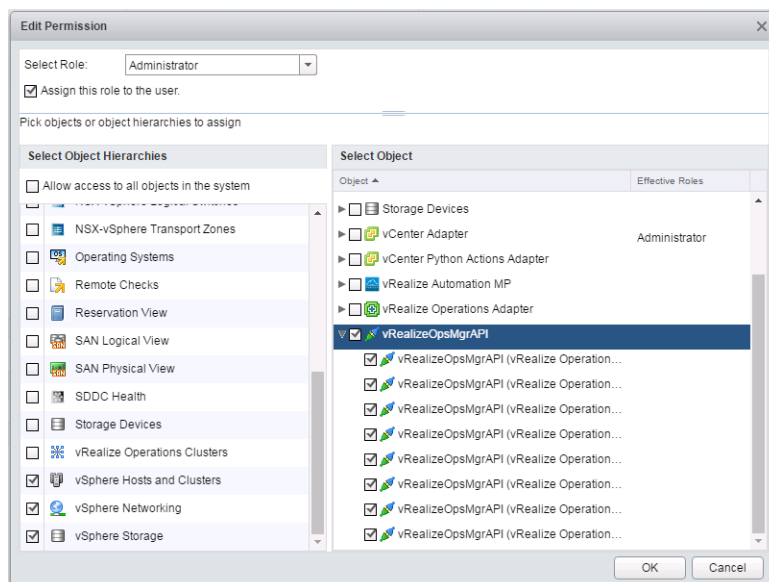 Edit Permission
Select Role: Administrator
Assign this role to the user.
Pick objects or object hierarchies to assign
Select Object Hierarchies
Allow access to all objects in the system
NSX-vSphere Logical Switches
NSX-vSphere Transport Zones
Operating Systems
Remote Checks
Reservation View
SAN Logical View
SAN Physical View
SDDC Health
Storage Devices
vRealize Operations Clusters
vSphere Hosts and Clusters
vSphere Networking
vSphere Storage
Select Object
Object Effective Roles
Storage Devices
vCenter Adapter Administrator
vCenter Python Actions Adapter
vRealize Automation MP
vRealize Operations Adapter
vRealizeOpsMgrAPI
vRealizeOpsMgrAPI (vRealize Operation...
vRealizeOpsMgrAPI (vRealize Operation...
vRealizeOpsMgrAPI (vRealize Operation...
vRealizeOpsMgrAPI (vRealize Operation...
vRealizeOpsMgrAPI (vRealize Operation...
vRealizeOpsMgrAPI (vRealize Operation...
vRealizeOpsMgrAPI (vRealize Operation...
vRealizeOpsMgrAPI (vRealize Operation...
OK Cancel